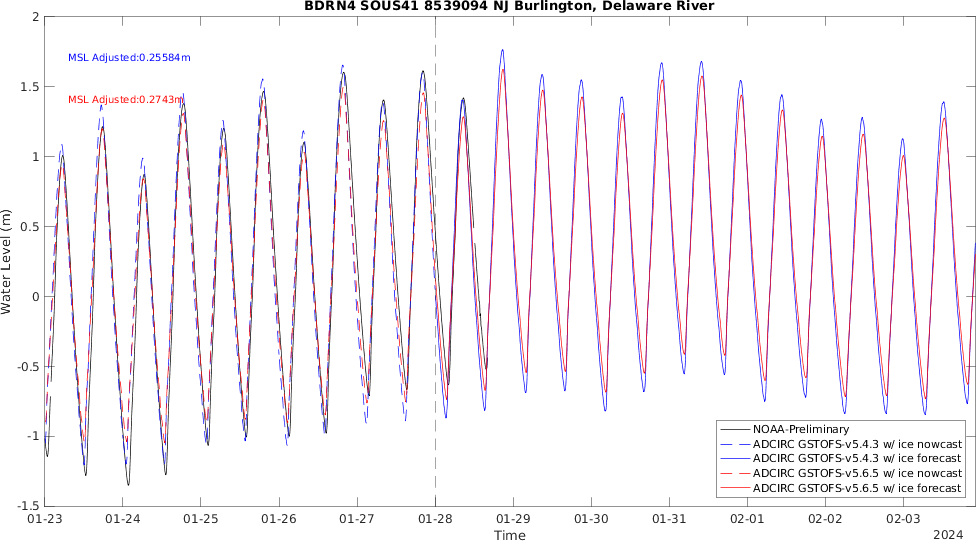 BDRN4 SOUS41 8539094 NJ Burlington, Delaware River
2
MSL Adjusted:0.25584m
1.5
MSL Adjusted:0.2743m
1
0.5
Water Level (m)
0
-0.5
-1
NOAA-Preliminary
ADCIRC GSTOFS-v5.4.3 w/ ice nowcast
ADCIRC GSTOFS-v5.4.3 w/ ice forecast
ADCIRC GSTOFS-v5.6.5 w/ ice nowcast
ADCIRC GSTOFS-v5.6.5 w/ ice forecast
-1.5
01-23 01-24 01-25 01-26 01-27 01-28 01-29 01-30 01-31 02-01 02-02 02-03
Time
2024